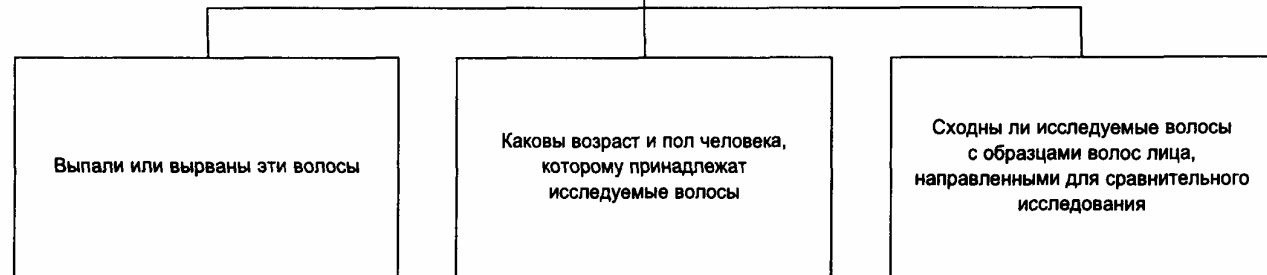 Выпали или вырваны эти волосы
Каковы возраст и пол человека,
которому принадлежат
исследуемые волосы
Сходны ли исследуемые волосы
с образцами волос лица,
направленными для сравнительного
исследования